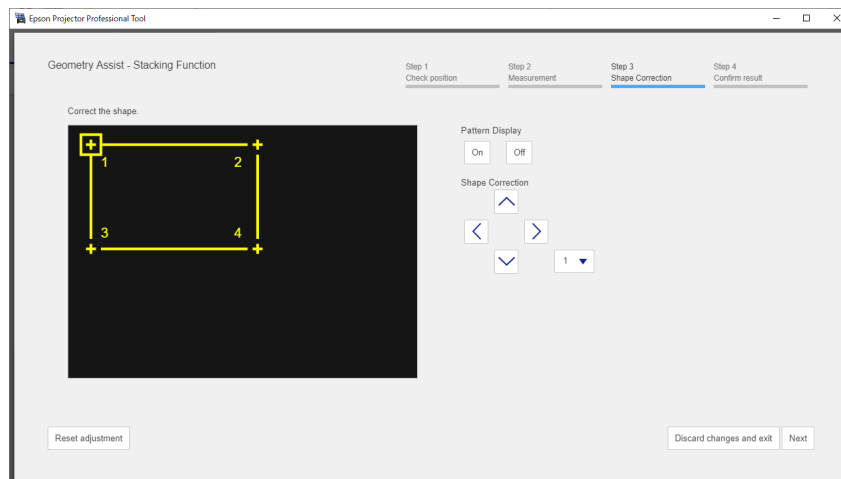 Epson Projector Professional Tool
Geometry Assist - Stacking Function
Step 1
Check position
Step 2
Measurement
Step 3
Shape Correction
Step 4
Confirm result
Correct the shape.
1
2
3
4
Pattern Display
On
Off
Shape Correction
1
Reset adjustment
Discard changes and exit
Next